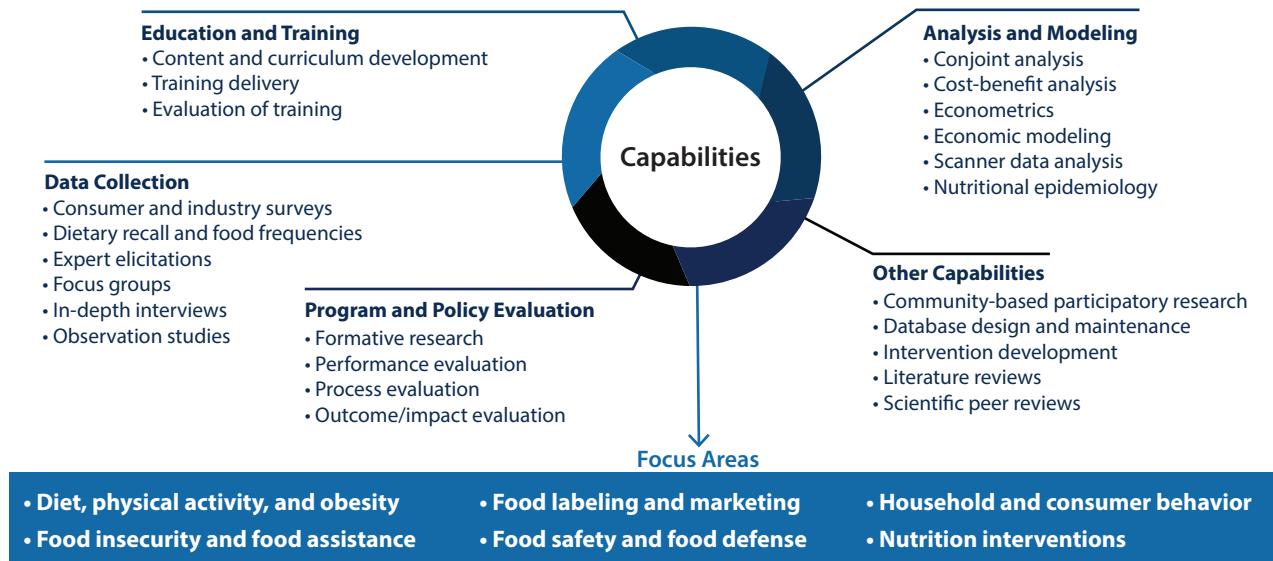 Education and Training
• Content and curriculum development
• Training delivery
• Evaluation of training
Capabilities
Analysis and Modeling
• Conjoint analysis
• Cost-benefit analysis
• Econometrics
• Economic modeling
• Scanner data analysis
• Nutritional epidemiology
Data Collection
• Consumer and industry surveys
• Dietary recall and food frequencies
• Expert elicitations
• Focus groups
• In-depth interviews
• Observation studies
Program and Policy Evaluation
• Formative research
• Performance evaluation
• Process evaluation
• Outcome/impact evaluation
Other Capabilities
• Community-based participatory research
• Database design and maintenance
• Intervention development
• Literature reviews
• Scientific peer reviews
Focus Areas
• Diet, physical activity, and obesity
• Food insecurity and food assistance
• Food labeling and marketing
• Food safety and food defense
• Household and consumer behavior
• Nutrition interventions